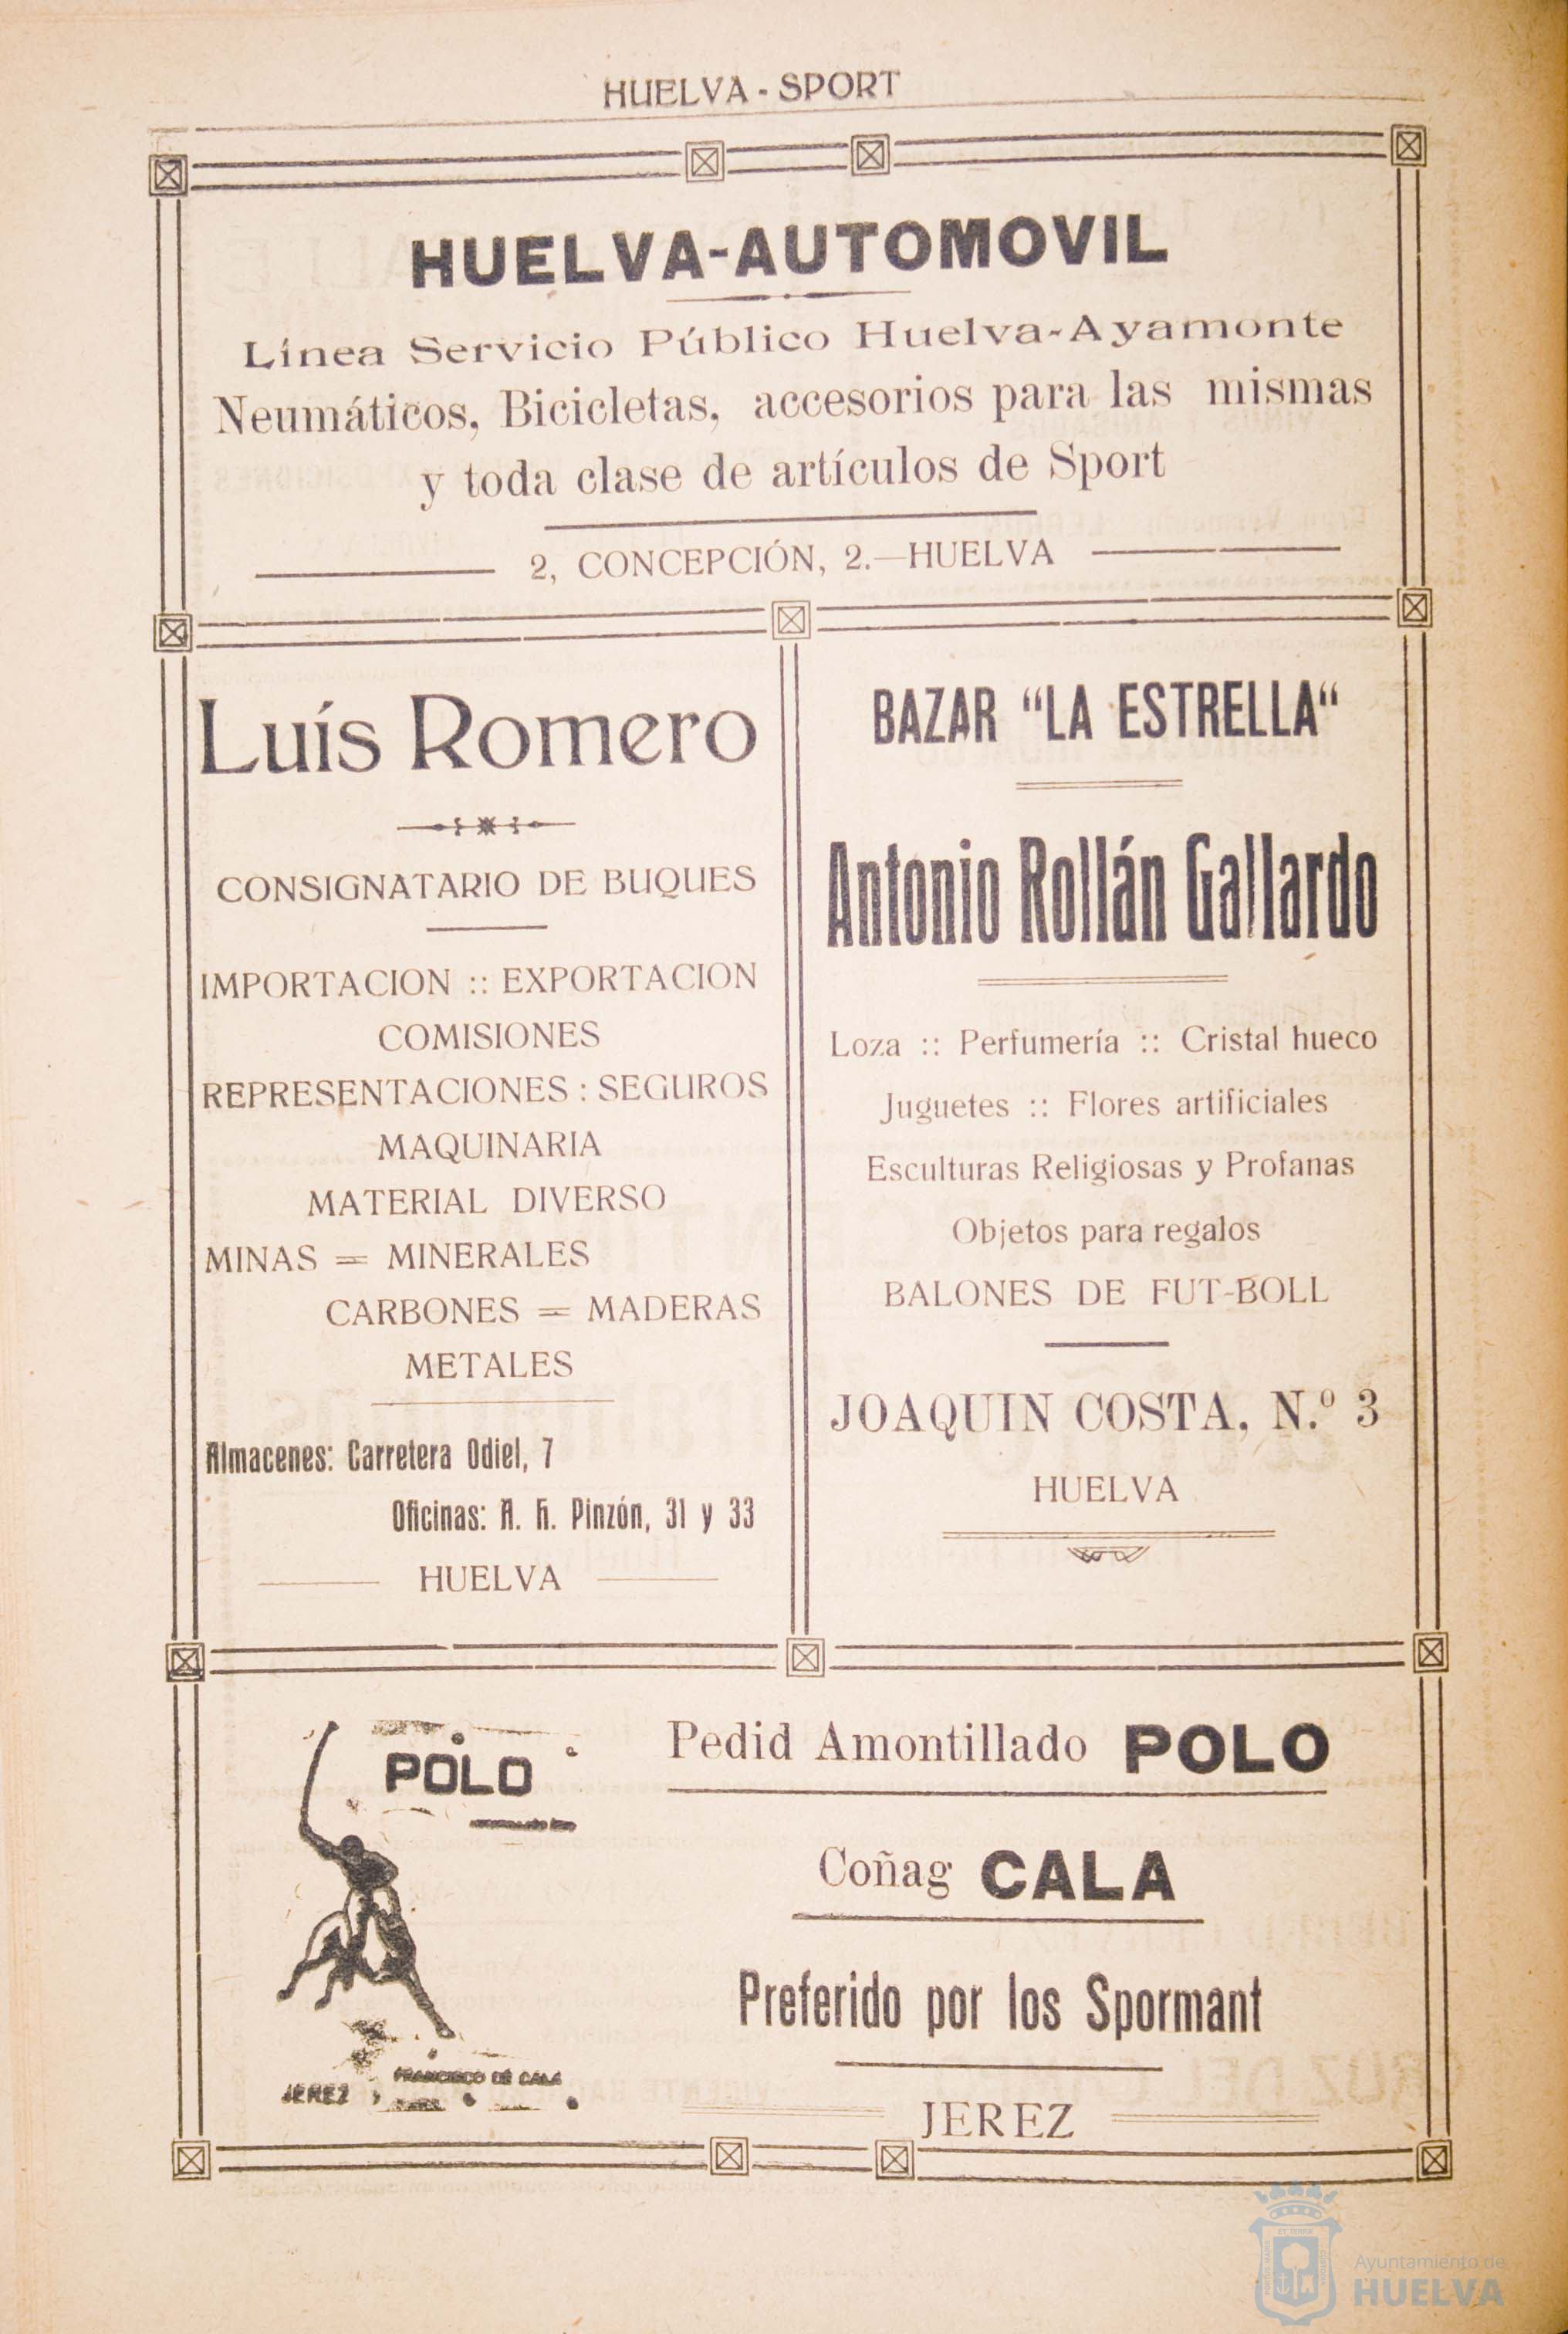 HUELVA - SPORT
HUELVA-AUTOMOVIL
Línea Servicio Público Huelva-Ayamonte
Neumáticos, Bicicletas, accesorios para las mismas
y toda clase de artículos de Sport
2, CONCEPCIÓN, 2.—HUELVA
Luís Romero
CONSIGNATARIO DE BUQUES
IMPORTACION :: EXPORTACION
COMISIONES
REPRESENTACIONES : SEGUROS
MAQUINARIA
MATERIAL DIVERSO
MINAS = MINERALES
CARBONES = MADERAS
METALES
Almacenes: Carretera Odiel, 7
Oficinas: A. H. Pinzón, 31 y 33
HUELVA
BAZAR “LA ESTRELLA“
Antonio Rollán Gallardo
Loza :: Perfumería :: Cristal hueco
Juguetes :: Flores artificiales
Esculturas Religiosas y Profanas
Objetos para regalos
BALONES DE FUT-BOLL
JOAQUIN COSTA, N.º 3
HUELVA
POLO
FRANCISCO DE CALA
JEREZ
Pedid Amontillado POLO
Coñag CALA
Preferido por los Spormant
JEREZ
Ayuntamiento de
HUELVA